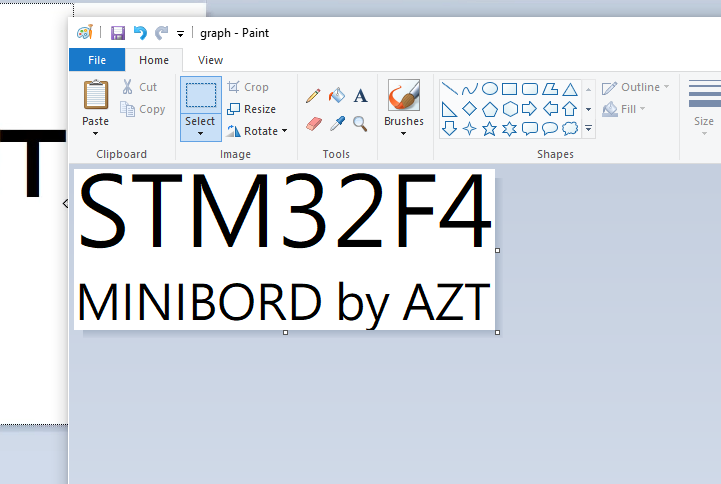 graph - Paint
File Home View
Paste Cut Copy Clipboard
Select Crop Resize Rotate Image
A
Tools
Brushes
Outline Fill Shapes
Size
T
STM32F4
MINIBORD by AZT